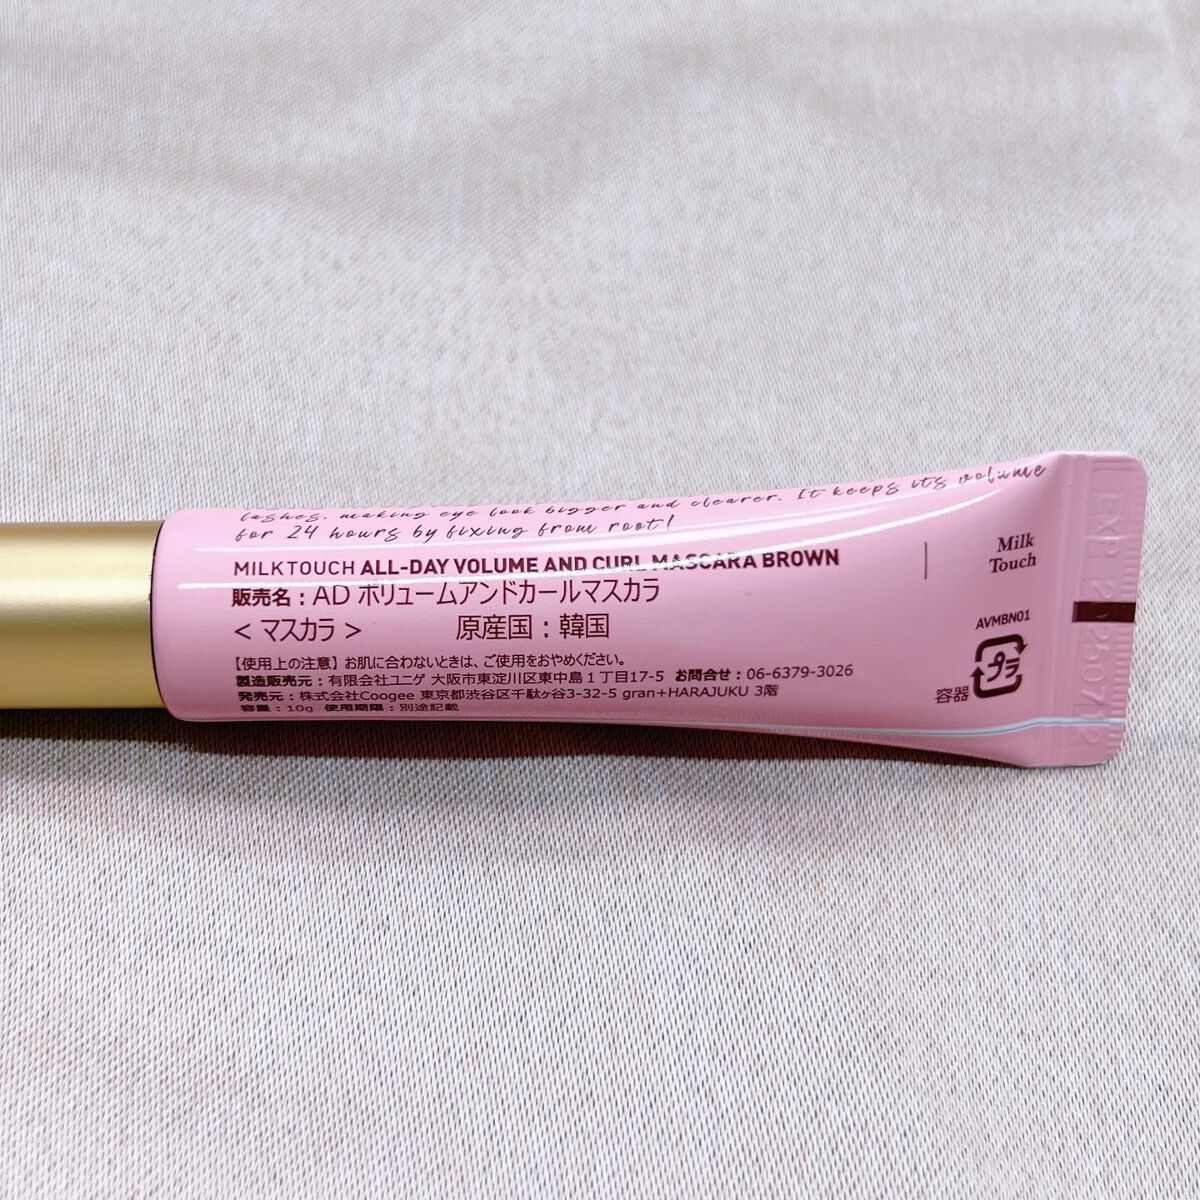 lashes, making eye look bigger and clearer. It keeps its volume
for 24 hours by fixing from root!
MILKTOUCH ALL-DAY VOLUME AND CURL MASCARA BROWN
販売名：AD ボリュームアンドカールマスカラ
< マスカラ > 原産国：韓国
【使用上の注意】お肌に合わないときは、ご使用をおやめください。
製造販売元：有限会社ユニゲ 大阪市東淀川区東中島１丁目17-5 お問合せ：06-6379-3026
発売元：株式会社Coogee 東京都渋谷区千駄ヶ谷3-32-5 gran+HARAJUKU 3階
容量：10g 使用期限：別途記載
Milk
Touch
AVMBN01
プラ
容器
EXP